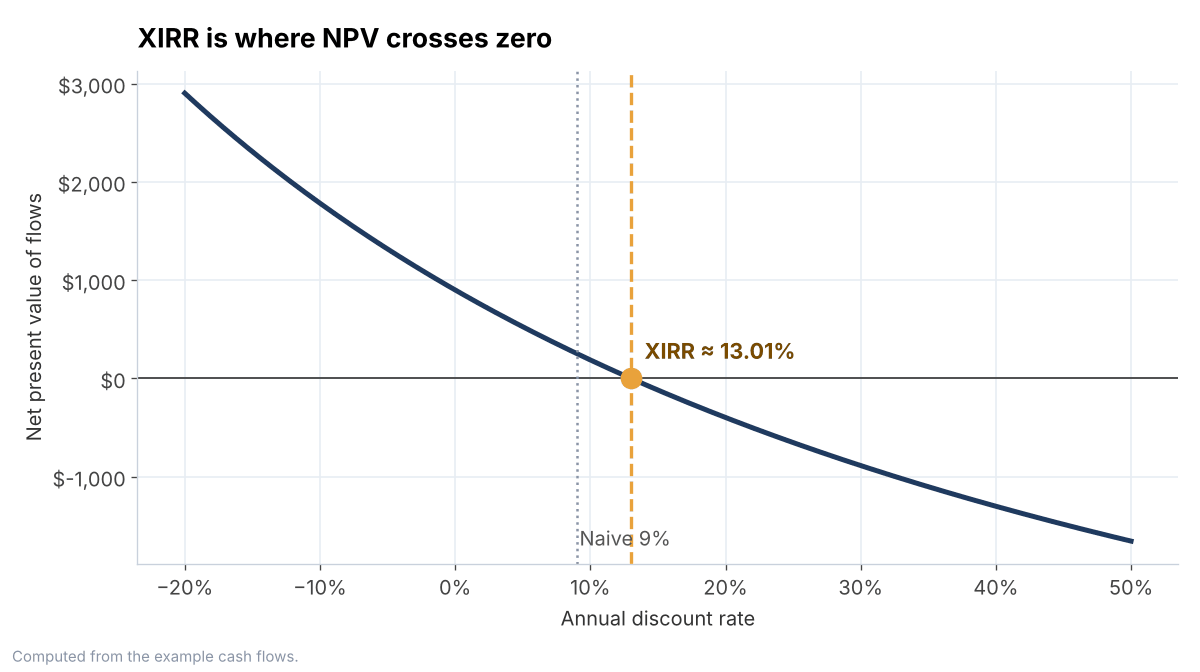 XIRR is where NPV crosses zero
$3,000
$2,000
$1,000
$0
$-1,000
Net present value of flows
XIRR ≈ 13.01%
Naive 9%
−20%
−10%
0%
10%
20%
30%
40%
50%
Annual discount rate
Computed from the example cash flows.